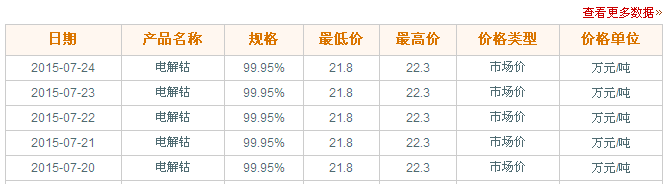 查看更多数据»
日期 产品名称 规格 最低价 最高价 价格类型 价格单位
2015-07-24 电解钴 99.95% 21.8 22.3 市场价 万元/吨
2015-07-23 电解钴 99.95% 21.8 22.3 市场价 万元/吨
2015-07-22 电解钴 99.95% 21.8 22.3 市场价 万元/吨
2015-07-21 电解钴 99.95% 21.8 22.3 市场价 万元/吨
2015-07-20 电解钴 99.95% 21.8 22.3 市场价 万元/吨